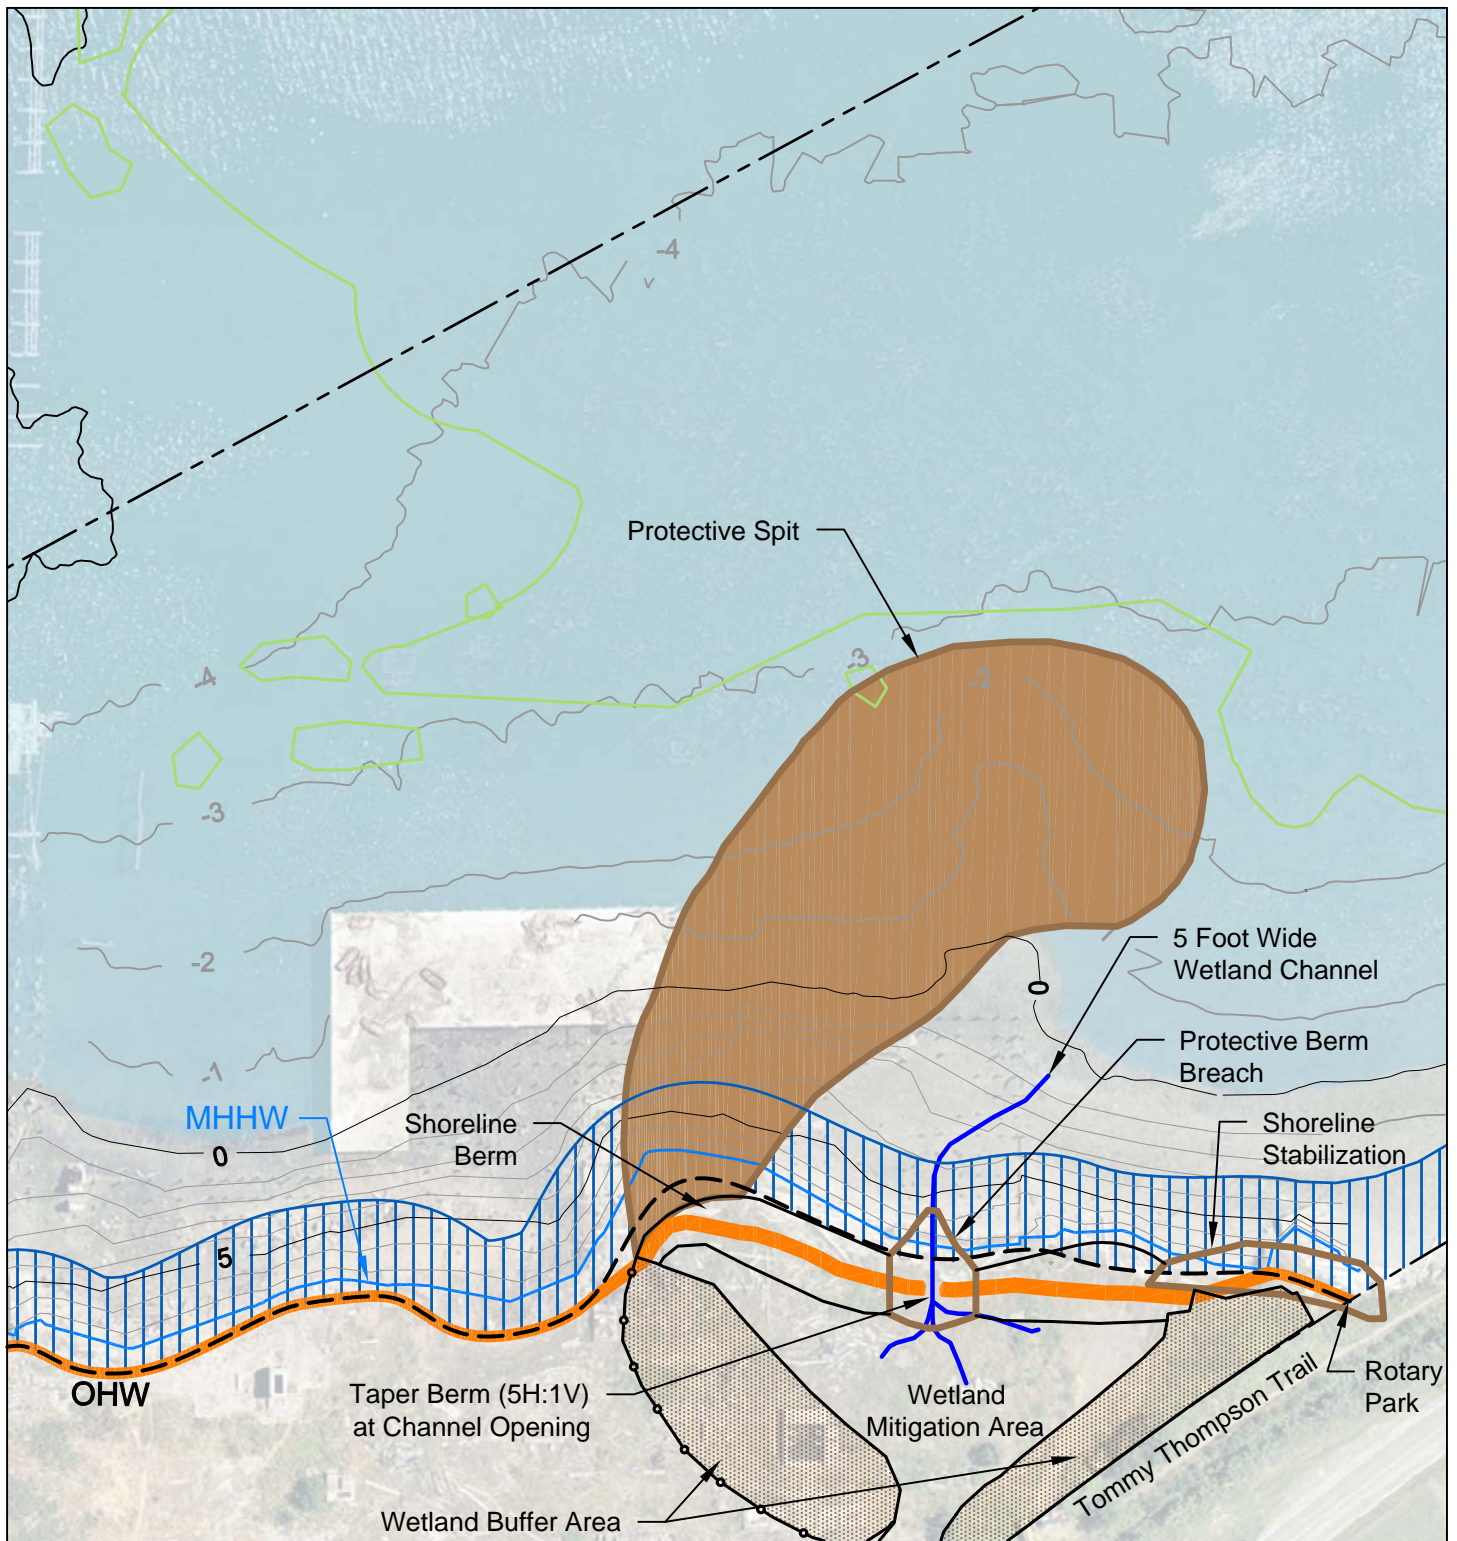 -4
Protective Spit
-3
-2
-4
-3
5 Foot Wide
Wetland Channel
-2
0
Protective Berm
Breach
-1
MHHW
Shoreline
Berm
Shoreline
Stabilization
0
5
OHW
Taper Berm (5H:1V)
at Channel Opening
Wetland
Mitigation Area
Rotary
Park
Tommy Thompson Trail
Wetland Buffer Area